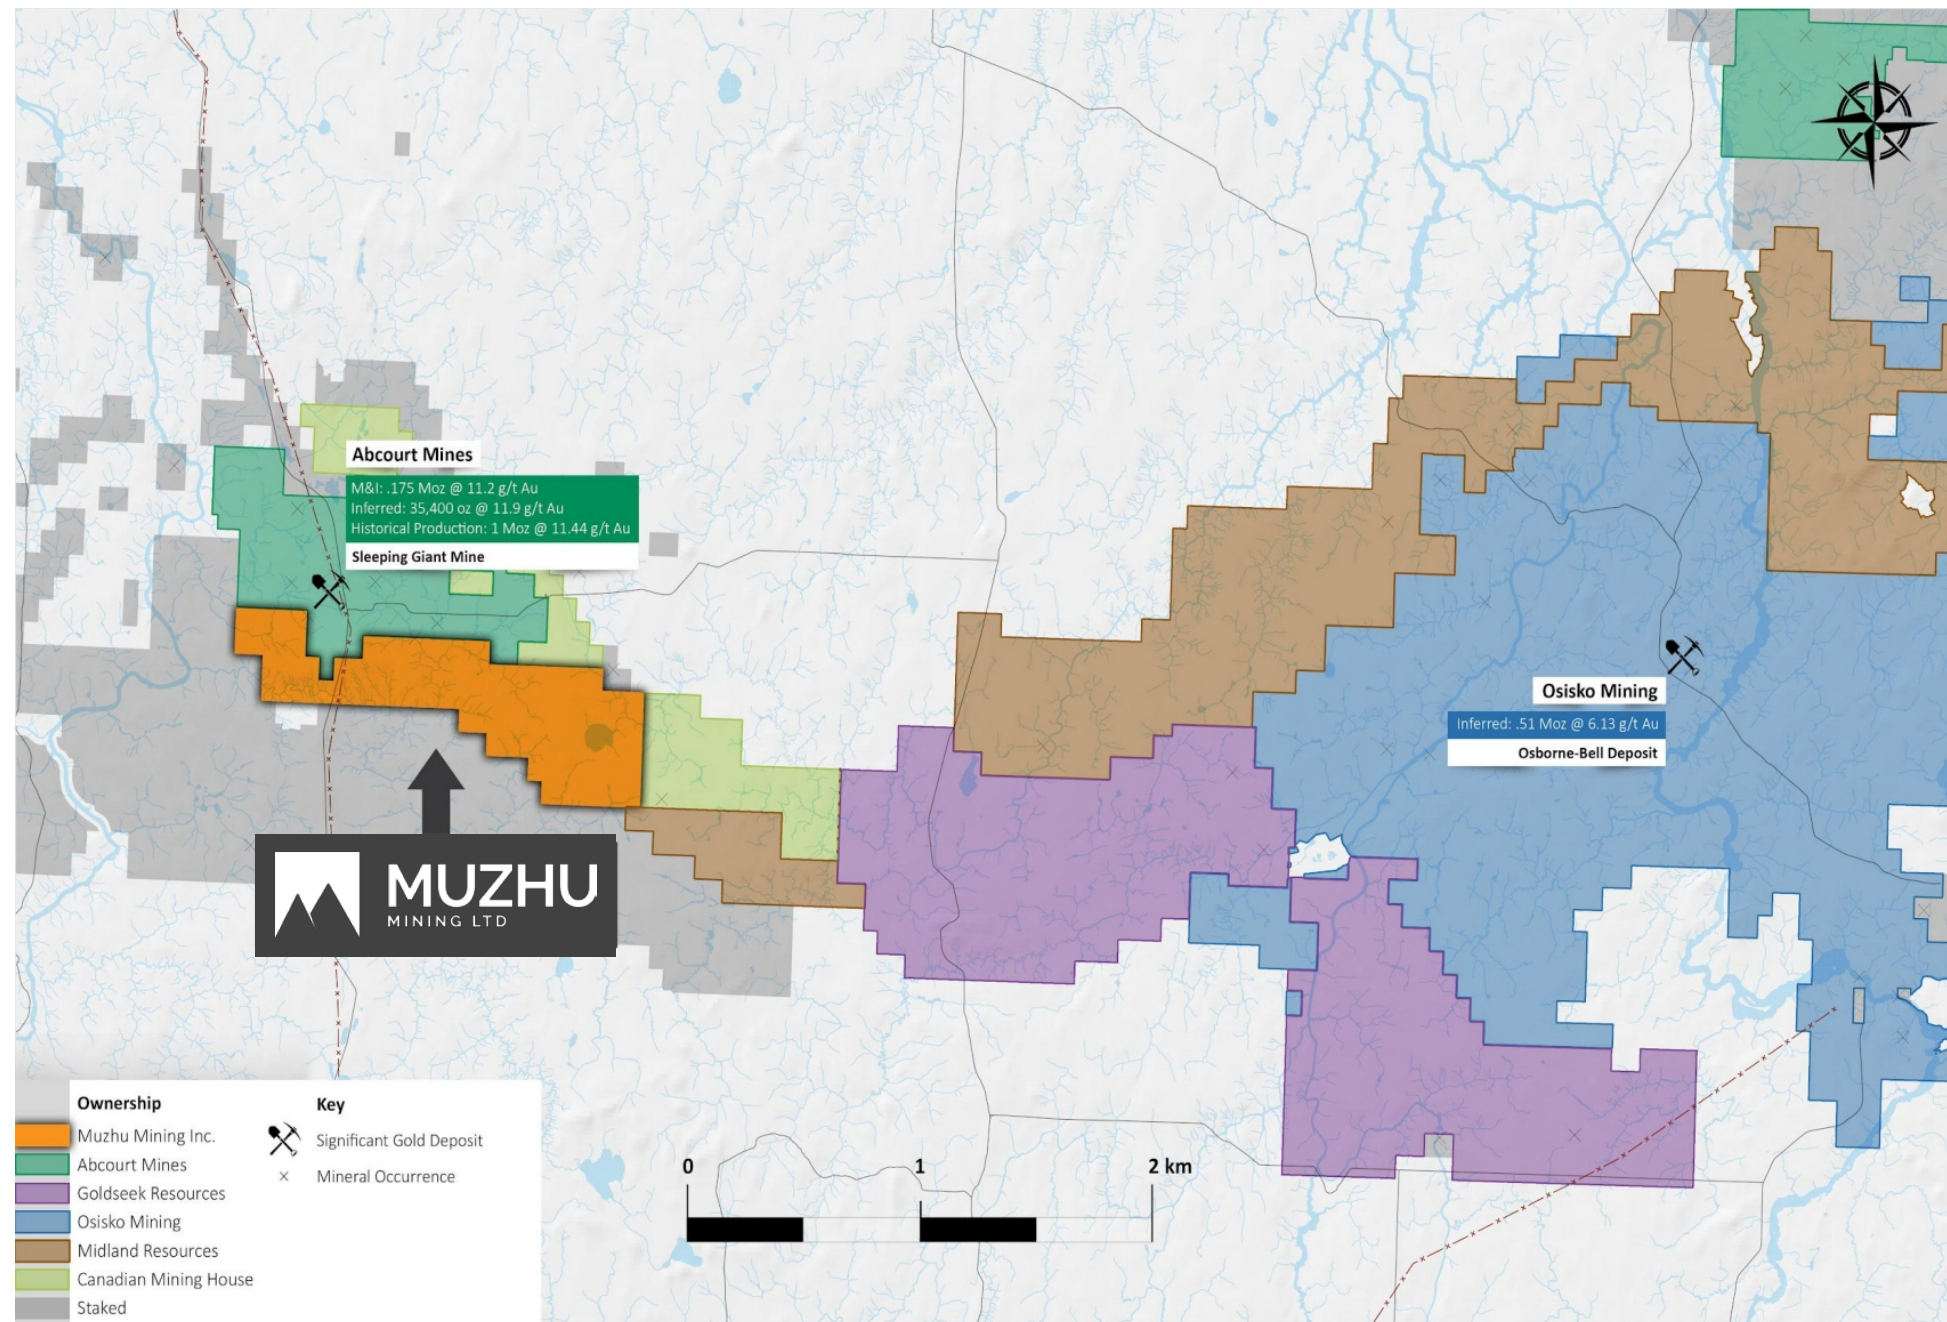 Abcourt Mines
M&I: .175 Moz @ 11.2 g/t Au
Inferred: 35,400 oz @ 11.9 g/t Au
Historical Production: 1 Moz @ 11.44 g/t Au
Sleeping Giant Mine
Osisko Mining
Inferred: .51 Moz @ 6.13 g/t Au
Osborne-Bell Deposit
MUZHU
MINING LTD
Ownership
Muzhu Mining Inc.
Abcourt Mines
Goldseek Resources
Osisko Mining
Midland Resources
Canadian Mining House
Staked
Key
Significant Gold Deposit
Mineral Occurrence
0 1 2 km